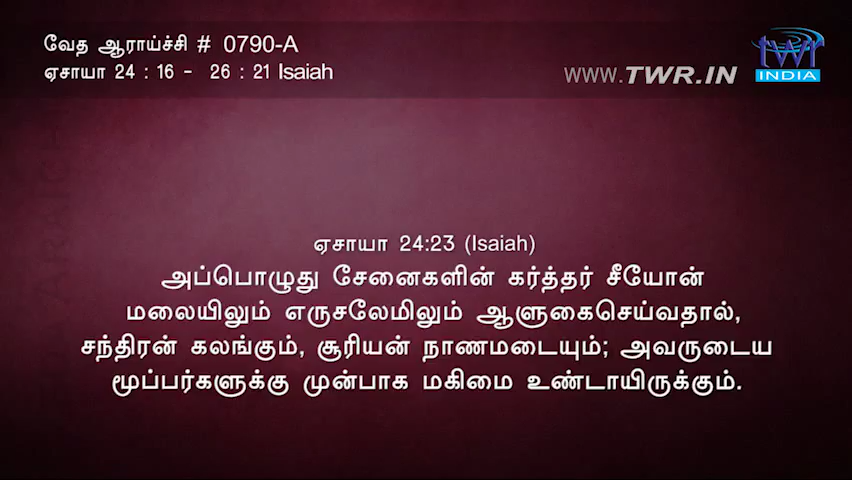 வேத ஆராய்ச்சி # 0790-A
ஏசாயா 24 : 16 - 26 : 21 Isaiah
www.TWR.IN
twr
INDIA
ஏசாயா 24:23 (Isaiah)
அப்பொழுது சேனைகளின் கர்த்தர் சீயோன்
மலையிலும் எருசலேமிலும் ஆளுகைசெய்வதால்,
சந்திரன் கலங்கும், சூரியன் நாணமடையும்; அவருடைய
மூப்பர்களுக்கு முன்பாக மகிமை உண்டாயிருக்கும்.